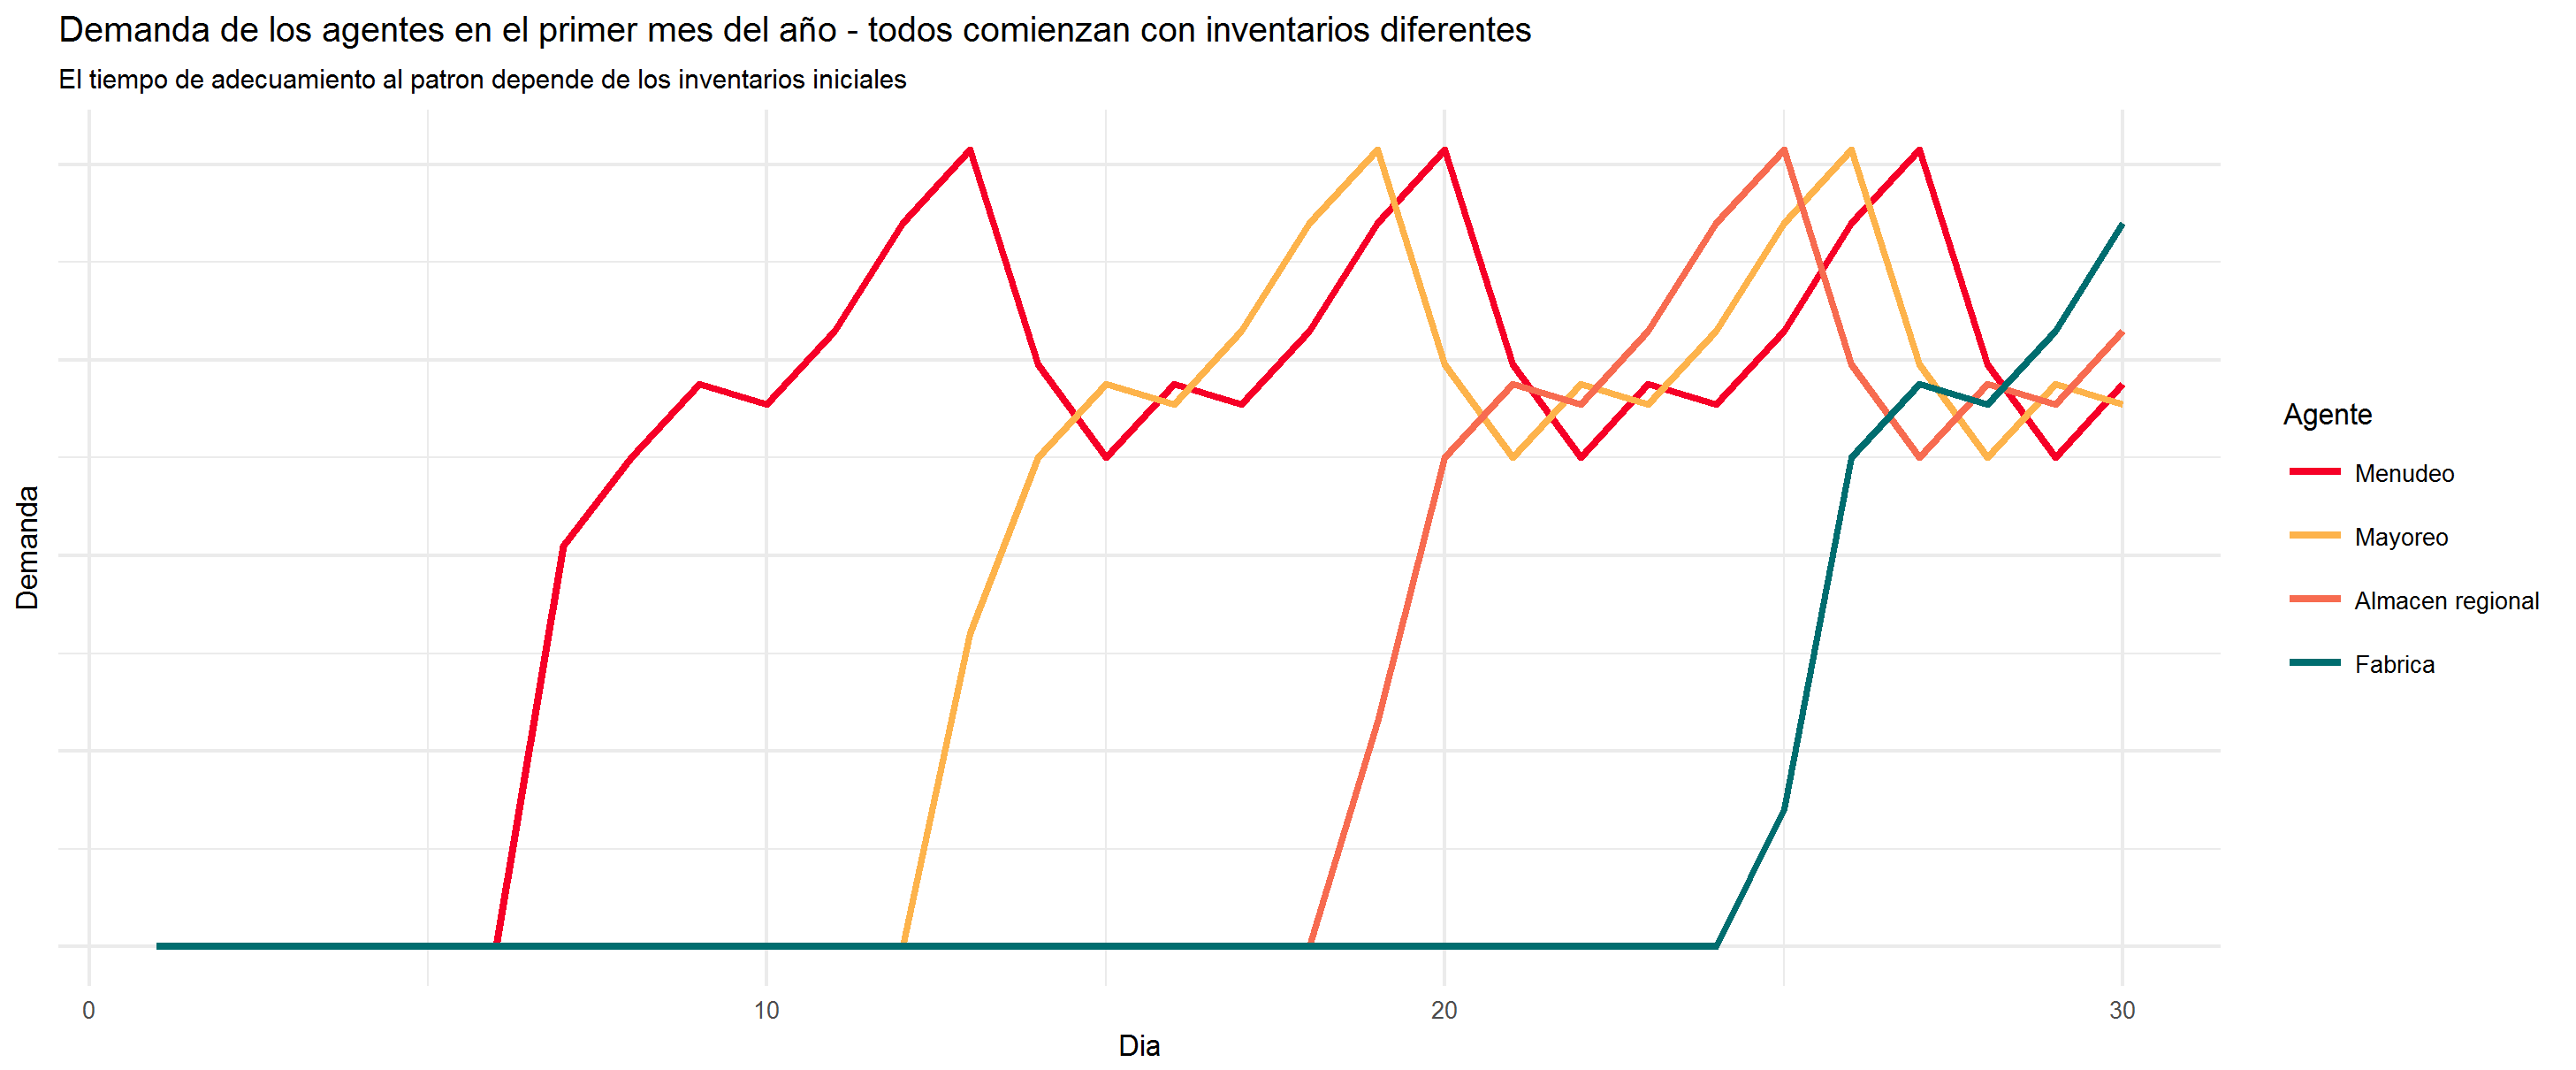 Demanda de los agentes en el primer mes del año - todos comienzan con inventarios diferentes
El tiempo de adecuamiento al patron depende de los inventarios iniciales
Demanda
0
10
20
30
Dia
Agente
Menudeo
Mayoreo
Almacen regional
Fabrica